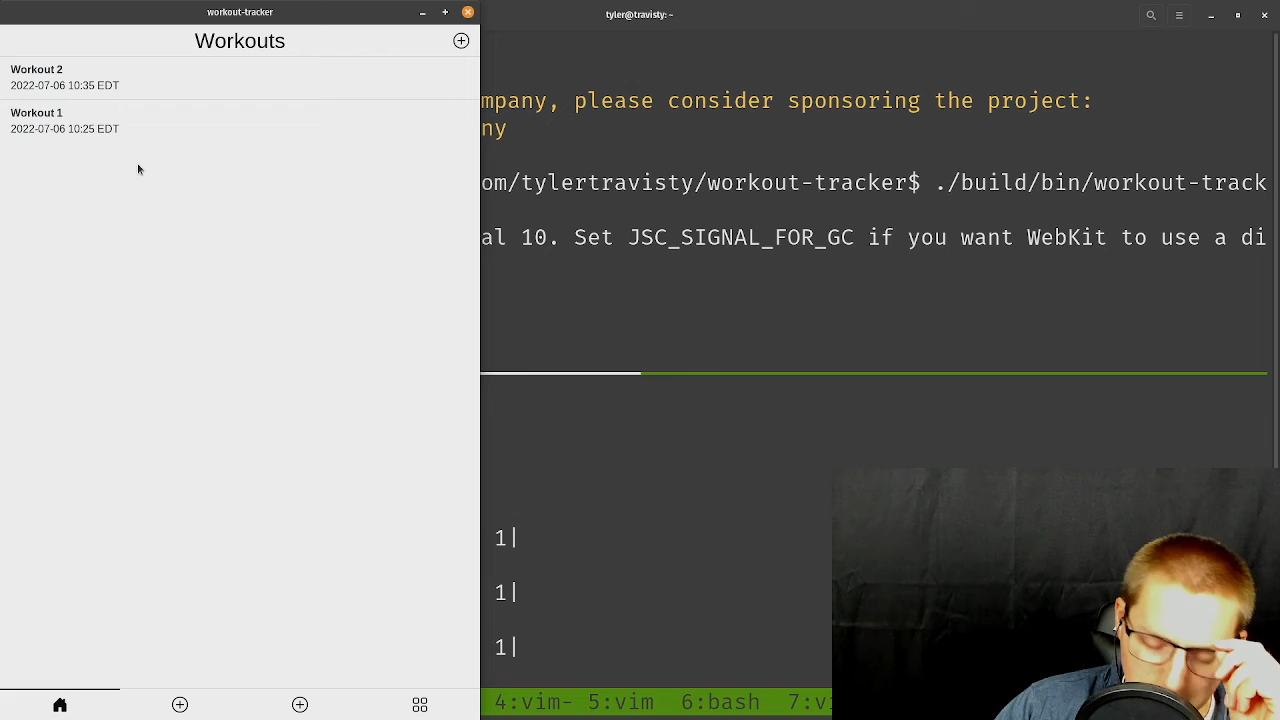 workout-tracker
tyler@travisty: ~
Workouts
Workout 2
2022-07-06 10:35 EDT
Workout 1
2022-07-06 10:25 EDT
mpany, please consider sponsoring the project:
ny
om/tylertravisty/workout-tracker$ ./build/bin/workout-track
al 10. Set JSC_SIGNAL_FOR_GC if you want WebKit to use a di
1|
1|
1|
4:vim- 5:vim 6:bash 7:vi